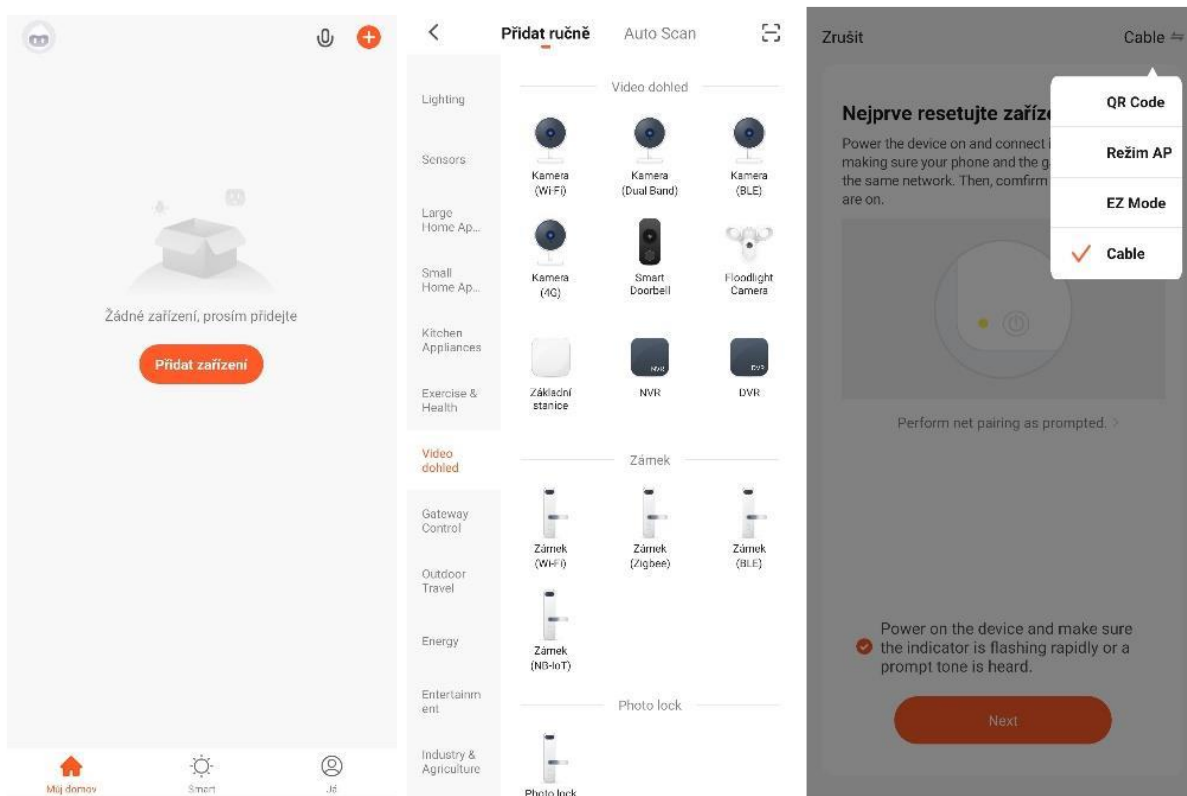 Žádné zařízení, prosím přidejte
Přidat zařízení
Můj domov
Smart
Já
Přidat ručně
Auto Scan
Lighting
Sensors
Large
Home Ap...
Small
Home Ap...
Kitchen
Appliances
Exercise &
Health
Video
dohled
Gateway
Control
Outdoor
Travel
Energy
Entertainm
ent
Industry &
Agriculture
Video dohled
Kamera
(Wi-Fi)
Kamera
(Dual Band)
Kamera
(BLE)
Kamera
(4G)
Smart
Doorbell
Floodlight
Camera
Základní
stanice
NVR
NVR
DVR
DVR
Zámek
Zámek
(Wi-Fi)
Zámek
(Zigbee)
Zámek
(BLE)
Zámek
(NB-IoT)
Photo lock
Photo lock
Zrušit
Cable
QR Code
Režim AP
EZ Mode
Cable
Nejprve resetujte zaříze
Power the device on and connect i
making sure your phone and the g
the same network. Then, comfirm
are on.
Perform net pairing as prompted. >
Power on the device and make sure
the indicator is flashing rapidly or a
prompt tone is heard.
Next